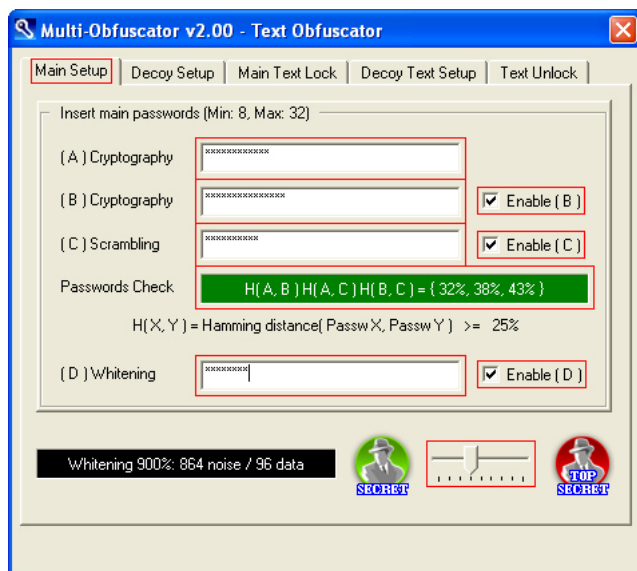 Multi-Obfuscator v2.00 - Text Obfuscator
Main Setup Decoy Setup Main Text Lock Decoy Text Setup Text Unlock
Insert main passwords (Min: 8, Max: 32)
( A ) Cryptography ************
( B ) Cryptography *************** Enable ( B )
( C ) Scrambling ********** Enable ( C )
Passwords Check H( A, B ) H( A, C ) H( B, C ) = { 32%, 38%, 43% }
H( X, Y ) = Hamming distance( Passw X, Passw Y ) >= 25%
( D ) Whitening ******** Enable ( D )
Whitening 900%: 864 noise / 96 data
SECRET
TOP
SECRET